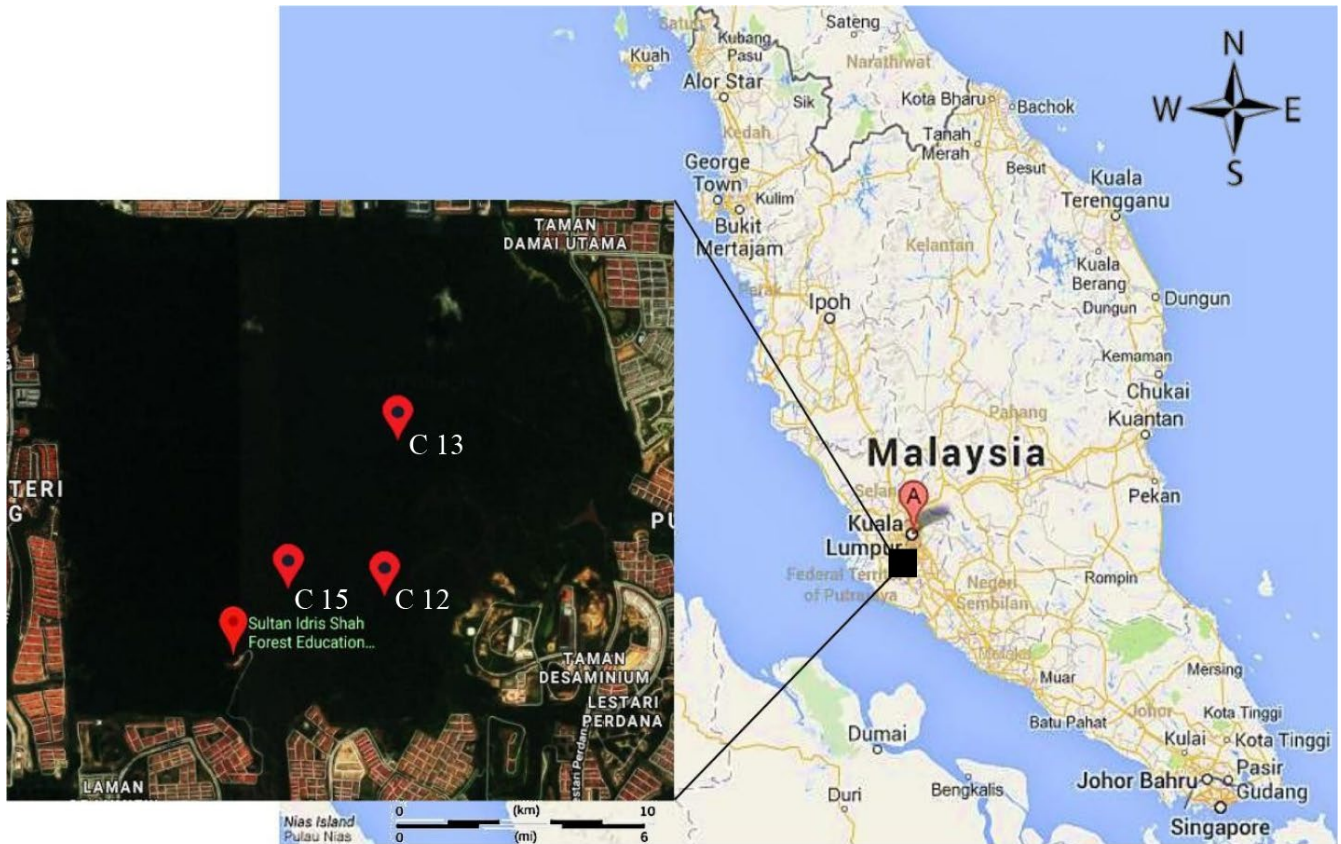 Satun
Sateng
Kubang
Pasu
Kuah
Narathiwat
Alor Star
Sik
Kota Bharu
Bachok
Kedah
Tanah
Merah
Besut
George
Town
Kulim
Bukit
Mertajam
Kuala
Terengganu
Kelantan
Kuala
Berang
Dungun
Dungun
Perak
Ipoh
Kemaman
Chukai
Kuantan
Pahang
Malaysia
Pekan
A
Kuala
Lumpur
Negeri
Sembilan
Rompin
Melaka
Muar
Mersing
Batu Pahat
Johor
Kota Tinggi
Kulai
Kota Tinggi
Johor Bahru
Pasir
Gudang
Singapore
Dumai
Duri
Bengkalis
N
W
E
S
TAMAN
DAMAI UTAMA
C 13
TERI
G
PU
C 15
C 12
Sultan Idris Shah
Forest Education...
TAMAN
DESAMINIUM
LESTARI
PERDANA
estari Perdan
LAMAN
Nias Island
Pulau Nias
0 (km) 10
0 (mi) 6